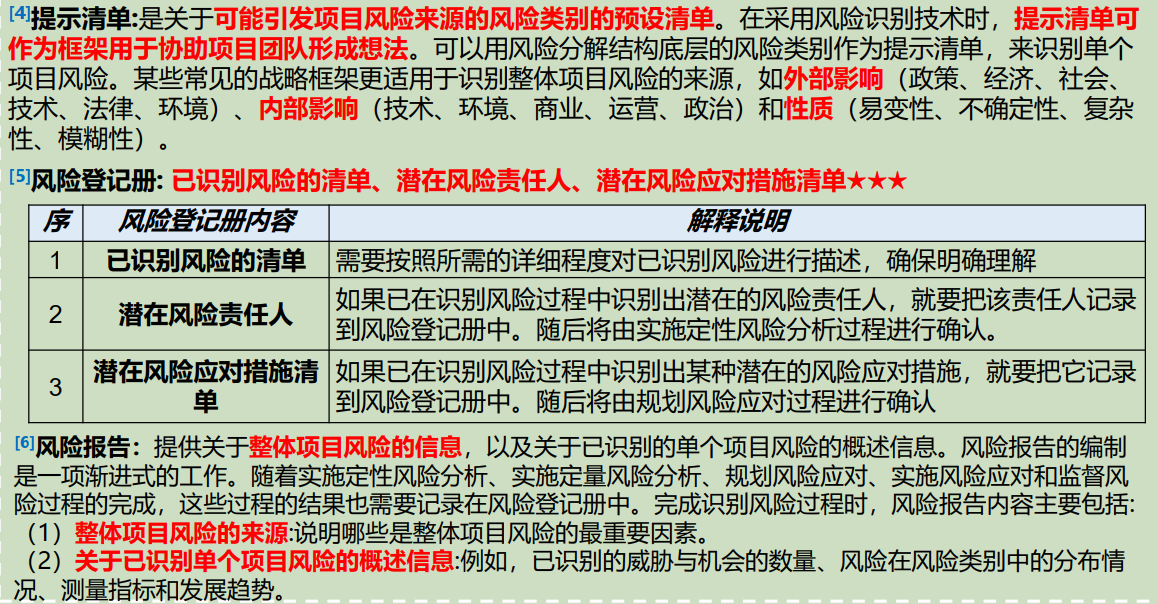 [4]提示清单:是关于可能引发项目风险来源的风险类别的预设清单。在采用风险识别技术时，提示清单可
作为框架用于协助项目团队形成想法。可以用风险分解结构底层的风险类别作为提示清单，来识别单个
项目风险。某些常见的战略框架更适用于识别整体项目风险的来源，如外部影响（政策、经济、社会、
技术、法律、环境）、内部影响（技术、环境、商业、运营、政治）和性质（易变性、不确定性、复杂
性、模糊性）。
[5]风险登记册: 已识别风险的清单、潜在风险责任人、潜在风险应对措施清单★★★
序 风险登记册内容 解释说明
1 已识别风险的清单 需要按照所需的详细程度对已识别风险进行描述，确保明确理解
2 潜在风险责任人 如果已在识别风险过程中识别出潜在的风险责任人，就要把该责任人记录
到风险登记册中。随后将由实施定性风险分析过程进行确认。
3 潜在风险应对措施清
单 如果已在识别风险过程中识别出某种潜在的风险应对措施，就要把它记录
到风险登记册中。随后将由规划风险应对过程进行确认
[6]风险报告：提供关于整体项目风险的信息，以及关于已识别的单个项目风险的概述信息。风险报告的编制
是一项渐进式的工作。随着实施定性风险分析、实施定量风险分析、规划风险应对、实施风险应对和监督风
险过程的完成，这些过程的结果也需要记录在风险登记册中。完成识别风险过程时，风险报告内容主要包括:
（1）整体项目风险的来源:说明哪些是整体项目风险的最重要因素。
（2）关于已识别单个项目风险的概述信息:例如，已识别的威胁与机会的数量、风险在风险类别中的分布情
况、测量指标和发展趋势。